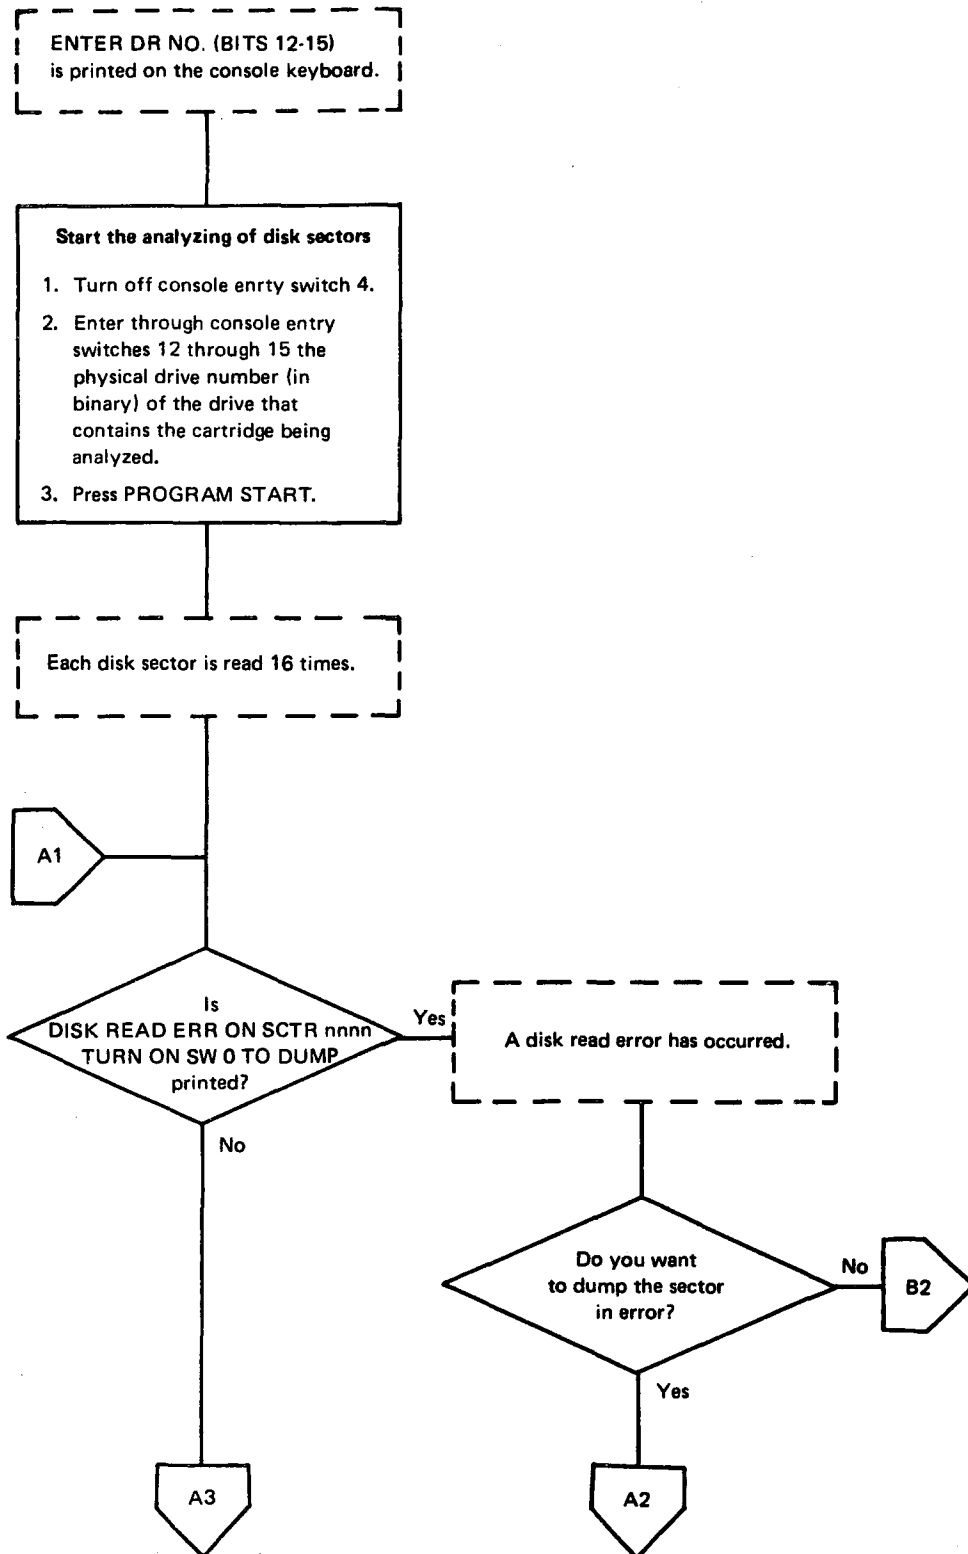 ENTER DR NO. (BITS 12-15)
is printed on the console keyboard.
Start the analyzing of disk sectors
1. Turn off console enrty switch 4.
2. Enter through console entry
switches 12 through 15 the
physical drive number (in
binary) of the drive that
contains the cartridge being
analyzed.
3. Press PROGRAM START.
Each disk sector is read 16 times.
A1
Is
DISK READ ERR ON SCTR nnnn
TURN ON SW 0 TO DUMP
printed?
Yes
A disk read error has occurred.
No
Do you want
to dump the sector
in error?
No
B2
Yes
A3
A2